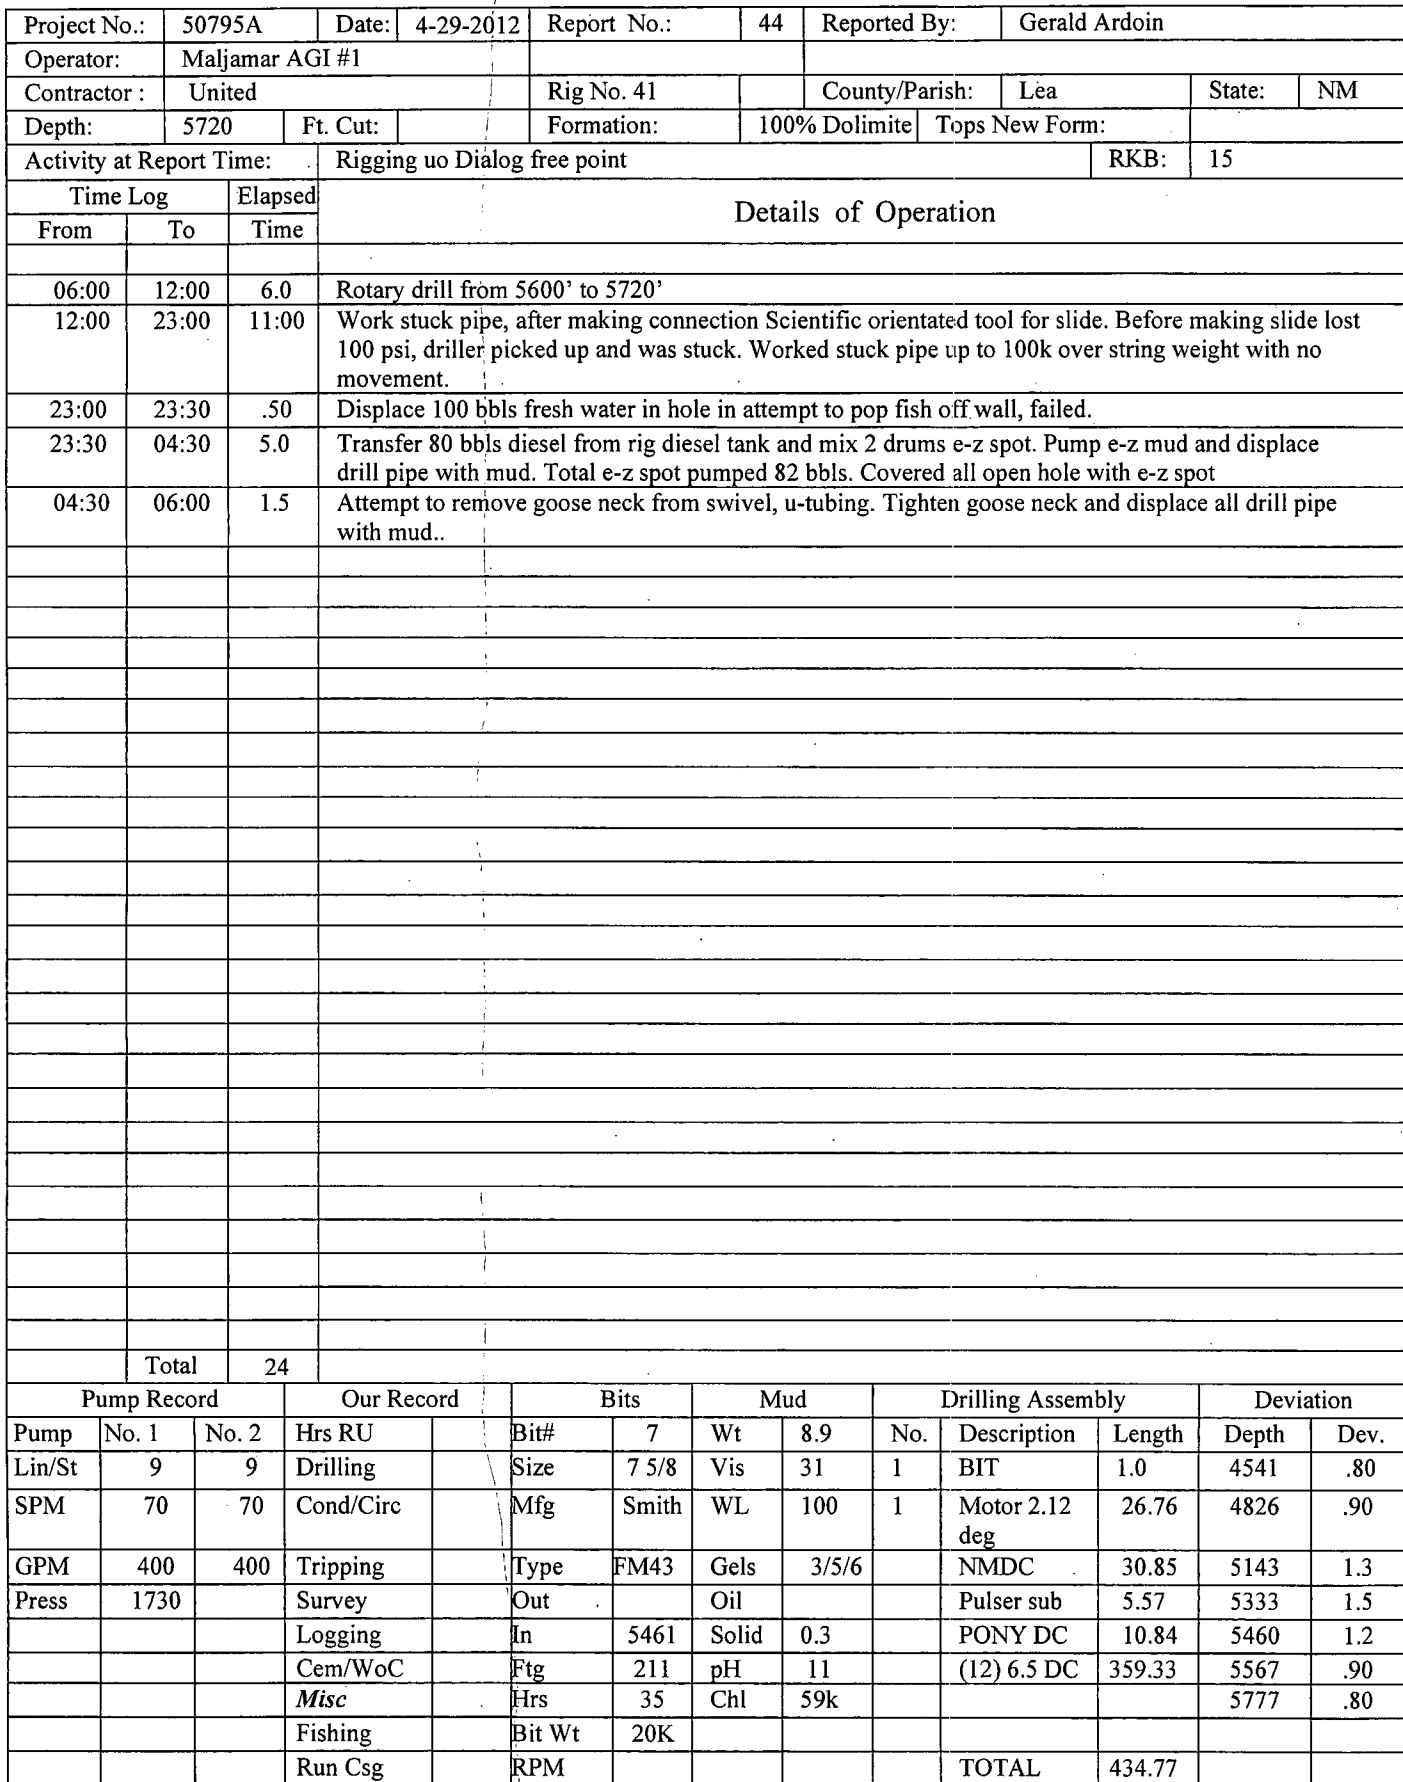 Project No.: 50795A Date: 4-29-2012 Report No.: 44 Reported By: Gerald Ardoin
Operator: Maljamar AGI #1
Contractor : United Rig No. 41 County/Parish: Lea State: NM
Depth: 5720 Ft. Cut: Formation: 100% Dolimite Tops New Form:
Activity at Report Time: Rigging uo Dialog free point RKB: 15
Time Log Elapsed Details of Operation
From To Time
06:00 12:00 6.0 Rotary drill from 5600’ to 5720’
12:00 23:00 11:00 Work stuck pipe, after making connection Scientific orientated tool for slide. Before making slide lost
100 psi, driller picked up and was stuck. Worked stuck pipe up to 100k over string weight with no
movement.
23:00 23:30 .50 Displace 100 bbls fresh water in hole in attempt to pop fish off wall, failed.
23:30 04:30 5.0 Transfer 80 bbls diesel from rig diesel tank and mix 2 drums e-z spot. Pump e-z mud and displace
drill pipe with mud. Total e-z spot pumped 82 bbls. Covered all open hole with e-z spot
04:30 06:00 1.5 Attempt to remove goose neck from swivel, u-tubing. Tighten goose neck and displace all drill pipe
with mud..
Total 24
Pump Record Our Record Bits Mud Drilling Assembly Deviation
Pump No. 1 No. 2 Hrs RU Bit# 7 Wt 8.9 No. Description Length Depth Dev.
Lin/St 9 9 Drilling Size 7 5/8 Vis 31 1 BIT 1.0 4541 .80
SPM 70 70 Cond/Circ Mfg Smith WL 100 1 Motor 2.12 26.76 4826 .90
deg
GPM 400 400 Tripping Type FM43 Gels 3/5/6 NMDC 30.85 5143 1.3
Press 1730 Survey Out Oil Pulser sub 5.57 5333 1.5
Logging In 5461 Solid 0.3 PONY DC 10.84 5460 1.2
Cem/WoC Ftg 211 pH 11 (12) 6.5 DC 359.33 5567 .90
Misc Hrs 35 Chl 59k 5777 .80
Fishing Bit Wt 20K
Run Csg RPM TOTAL 434.77